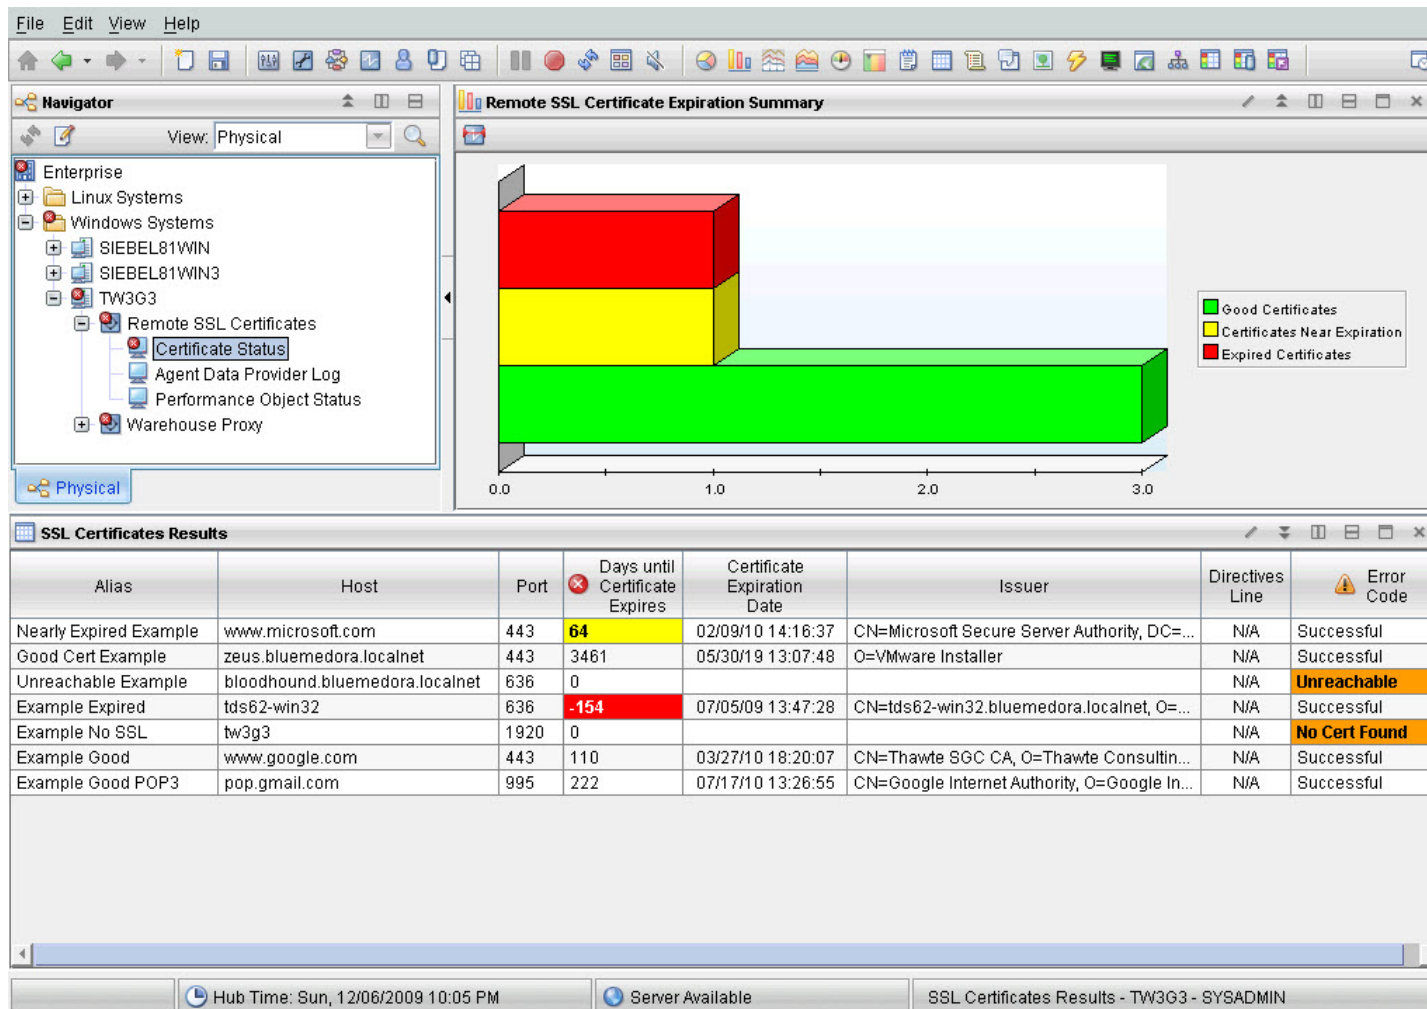 File Edit View Help
Navigator
View: Physical
Enterprise
Linux Systems
Windows Systems
SIEBEL81WIN
SIEBEL81WIN3
TW3G3
Remote SSL Certificates
Certificate Status
Agent Data Provider Log
Performance Object Status
Warehouse Proxy
Physical
Remote SSL Certificate Expiration Summary
Good Certificates
Certificates Near Expiration
Expired Certificates
0.0 1.0 2.0 3.0
SSL Certificates Results
Alias Host Port Days until Certificate Expires Certificate Expiration Date Issuer Directives Line Error Code
Nearly Expired Example www.microsoft.com 443 64 02/09/10 14:16:37 CN=Microsoft Secure Server Authority, DC=... N/A Successful
Good Cert Example zeus.bluemedora.localnet 443 3461 05/30/19 13:07:48 O=VMware Installer N/A Successful
Unreachable Example bloodhound.bluemedora.localnet 636 0 N/A Unreachable
Example Expired tds62-win32 636 -154 07/05/09 13:47:28 CN=tds62-win32.bluemedora.localnet, O=... N/A Successful
Example No SSL tw3g3 1920 0 N/A No Cert Found
Example Good www.google.com 443 110 03/27/10 18:20:07 CN=Thawte SGC CA, O=Thawte Consultin... N/A Successful
Example Good POP3 pop.gmail.com 995 222 07/17/10 13:26:55 CN=Google Internet Authority, O=Google In... N/A Successful
Hub Time: Sun, 12/06/2009 10:05 PM
Server Available
SSL Certificates Results - TW3G3 - SYSADMIN